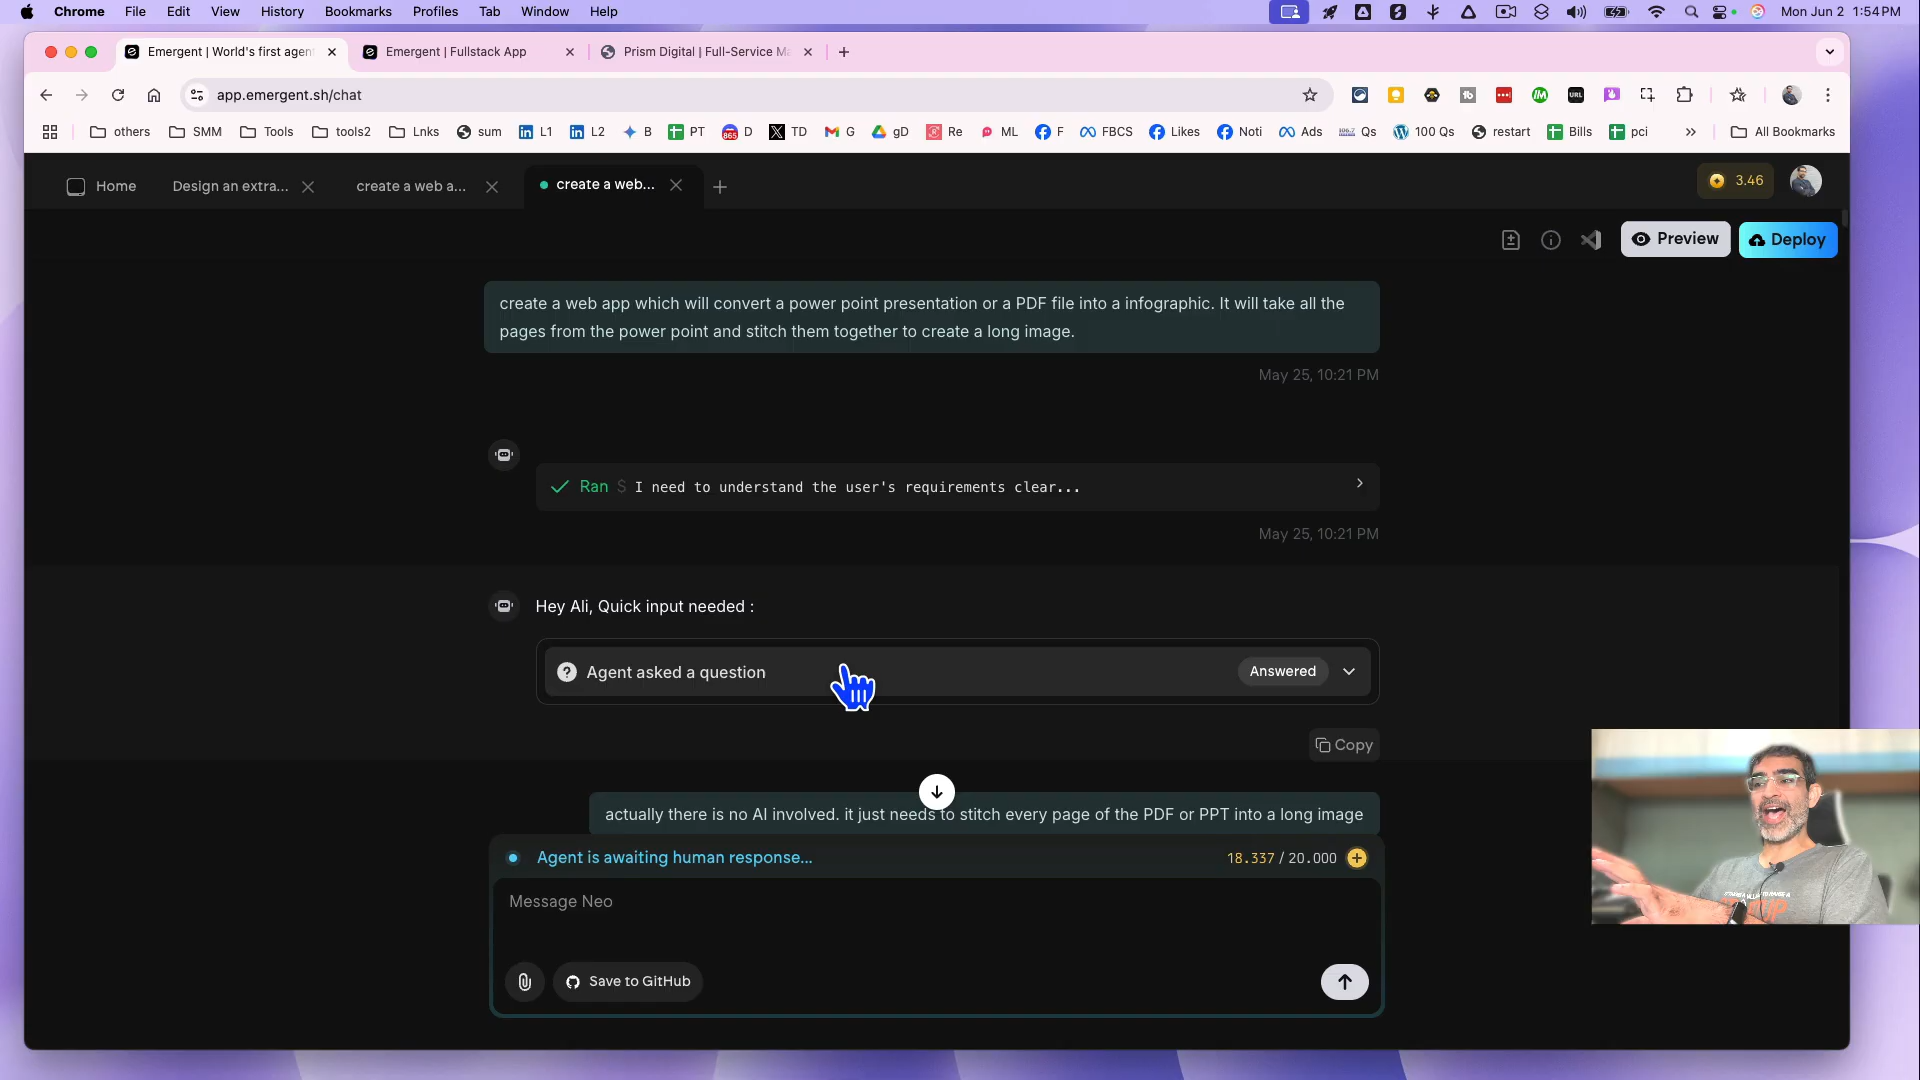 Chrome File Edit View History Bookmarks Profiles Tab Window Help Mon Jun 2 1:54PM
Emergent | World's first agen Emergent | Fullstack App Prism Digital | Full-Service Ma
app.emergent.sh/chat
others SMM Tools tools2 Lnks sum L1 L2 B PT D TD G gD Re ML F FBCS Likes Noti Ads Qs 100 Qs restart Bills pci All Bookmarks
Home Design an extra... create a web a... create a web... 3.46
Preview Deploy
create a web app which will convert a power point presentation or a PDF file into a infographic. It will take all the
pages from the power point and stitch them together to create a long image.
May 25, 10:21 PM
Ran $ I need to understand the user's requirements clear...
May 25, 10:21 PM
Hey Ali, Quick input needed :
Agent asked a question Answered
Copy
actually there is no AI involved. it just needs to stitch every page of the PDF or PPT into a long image
Agent is awaiting human response... 18.337 / 20.000
Message Neo
Save to GitHub